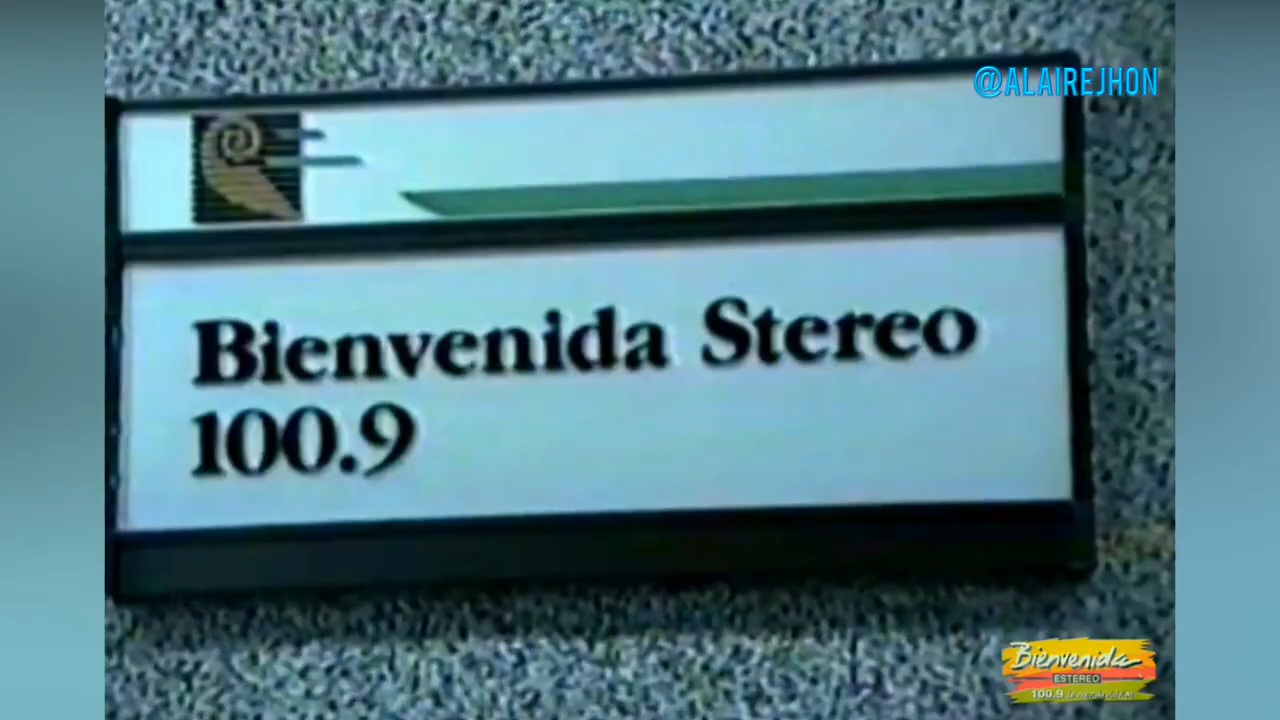 @ALAIREJHON
Bienvenida Stereo
100.9
Bienvenida
ESTEREO
100.9